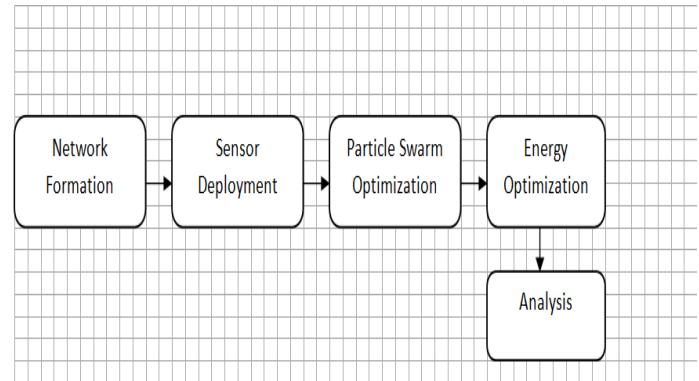 Network
Formation
Sensor
Deployment
Particle Swarm
Optimization
Energy
Optimization
Analysis